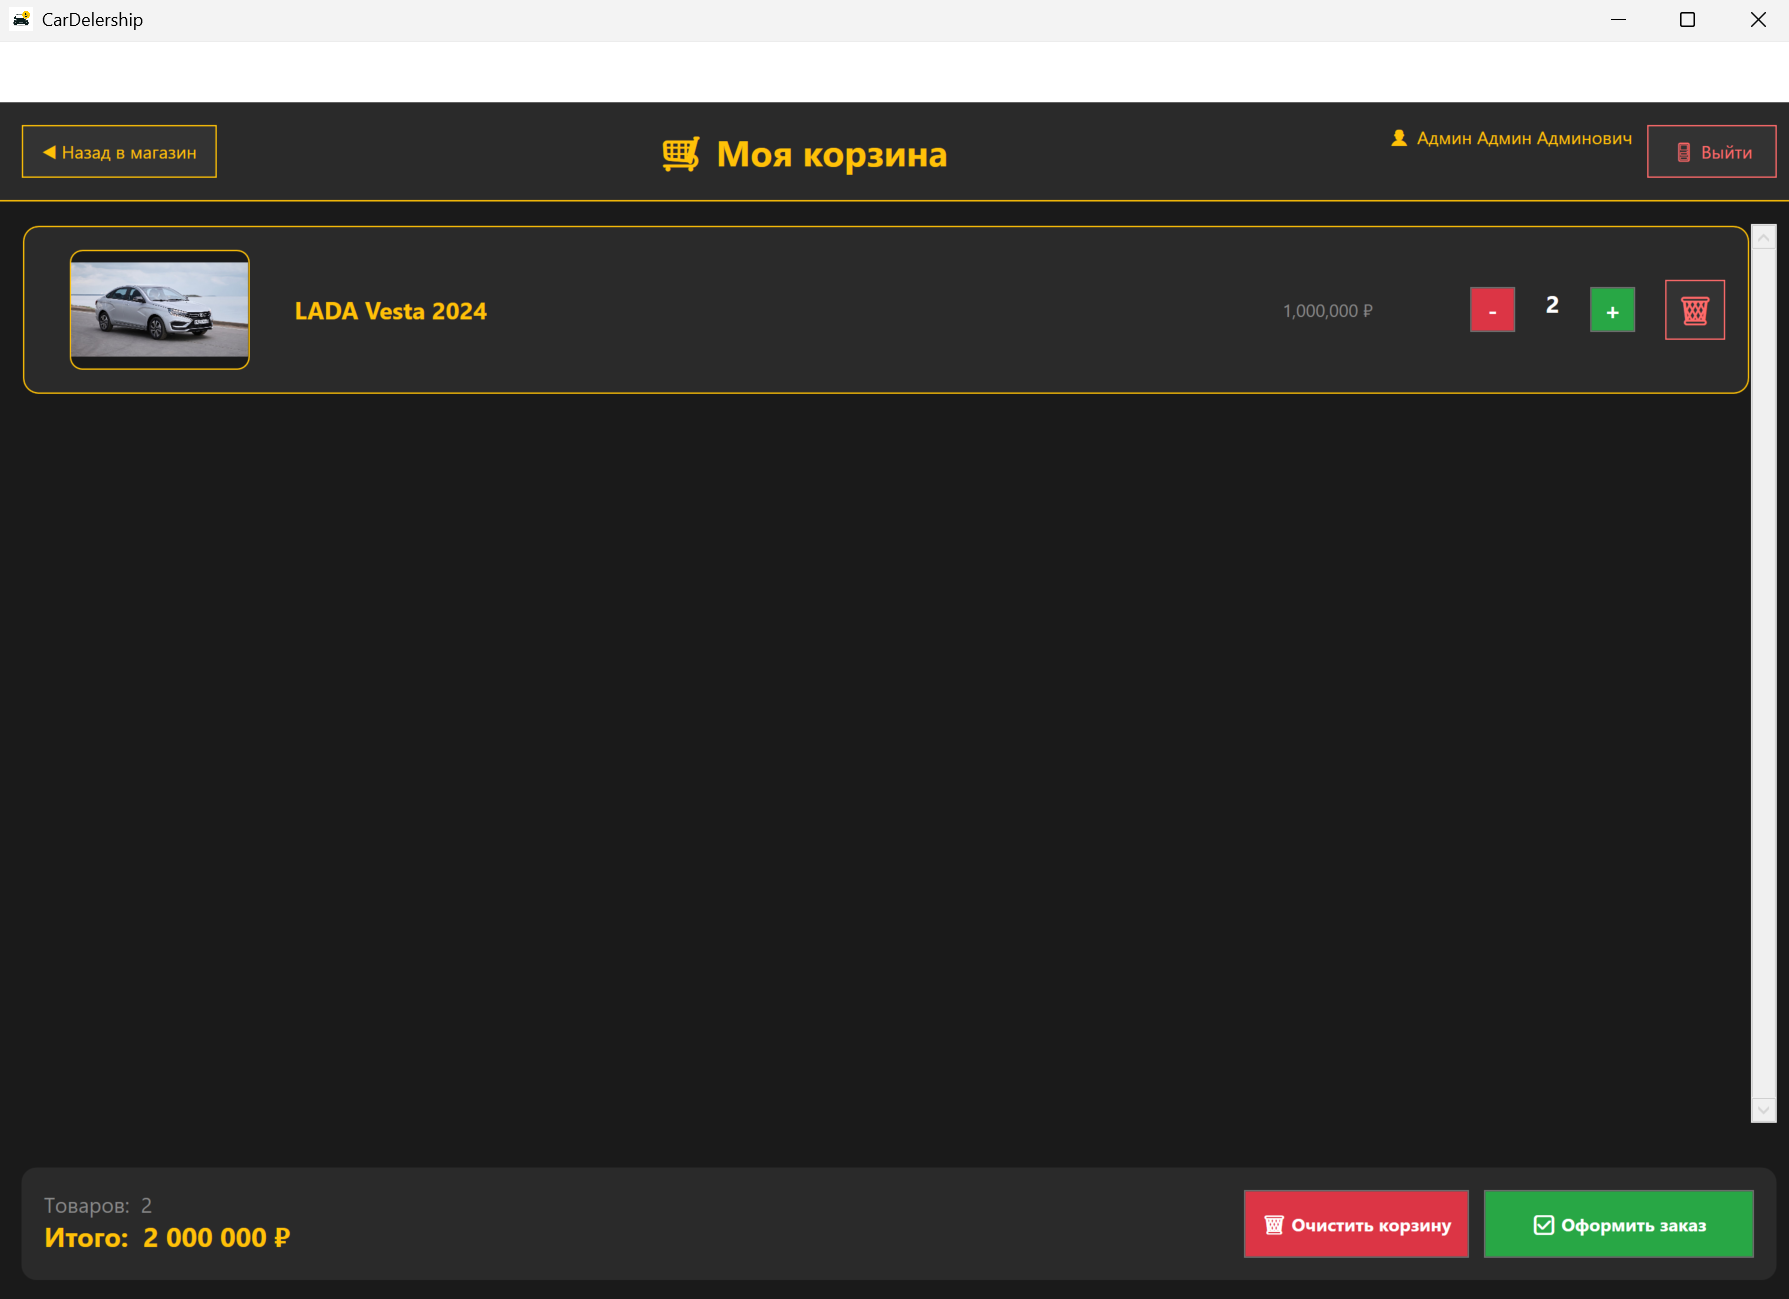 CarDelership
Назад в магазин
Моя корзина
Админ Админ Админович
Выйти
LADA Vesta 2024
1,000,000 ₽
-
2
+
Товаров: 2
Итого: 2 000 000 ₽
Очистить корзину
Оформить заказ